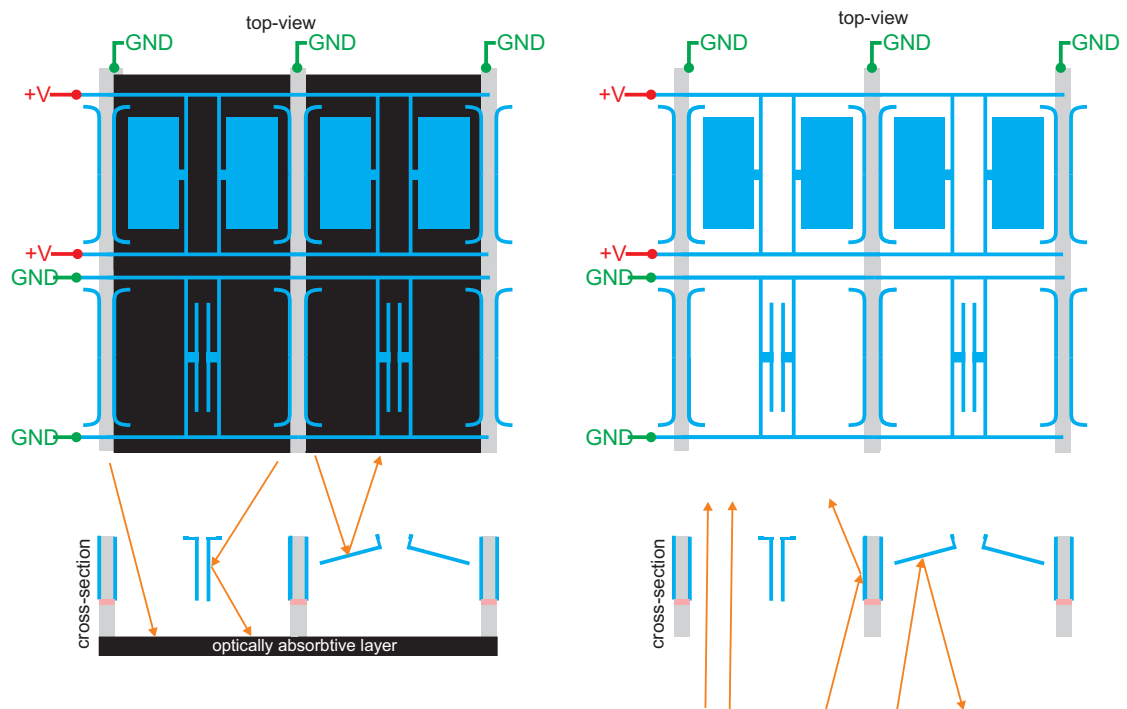 top-view
GND
GND
GND
+V
+V
GND
GND
cross-section
optically absorbtive layer
top-view
GND
GND
GND
+V
+V
GND
GND
cross-section